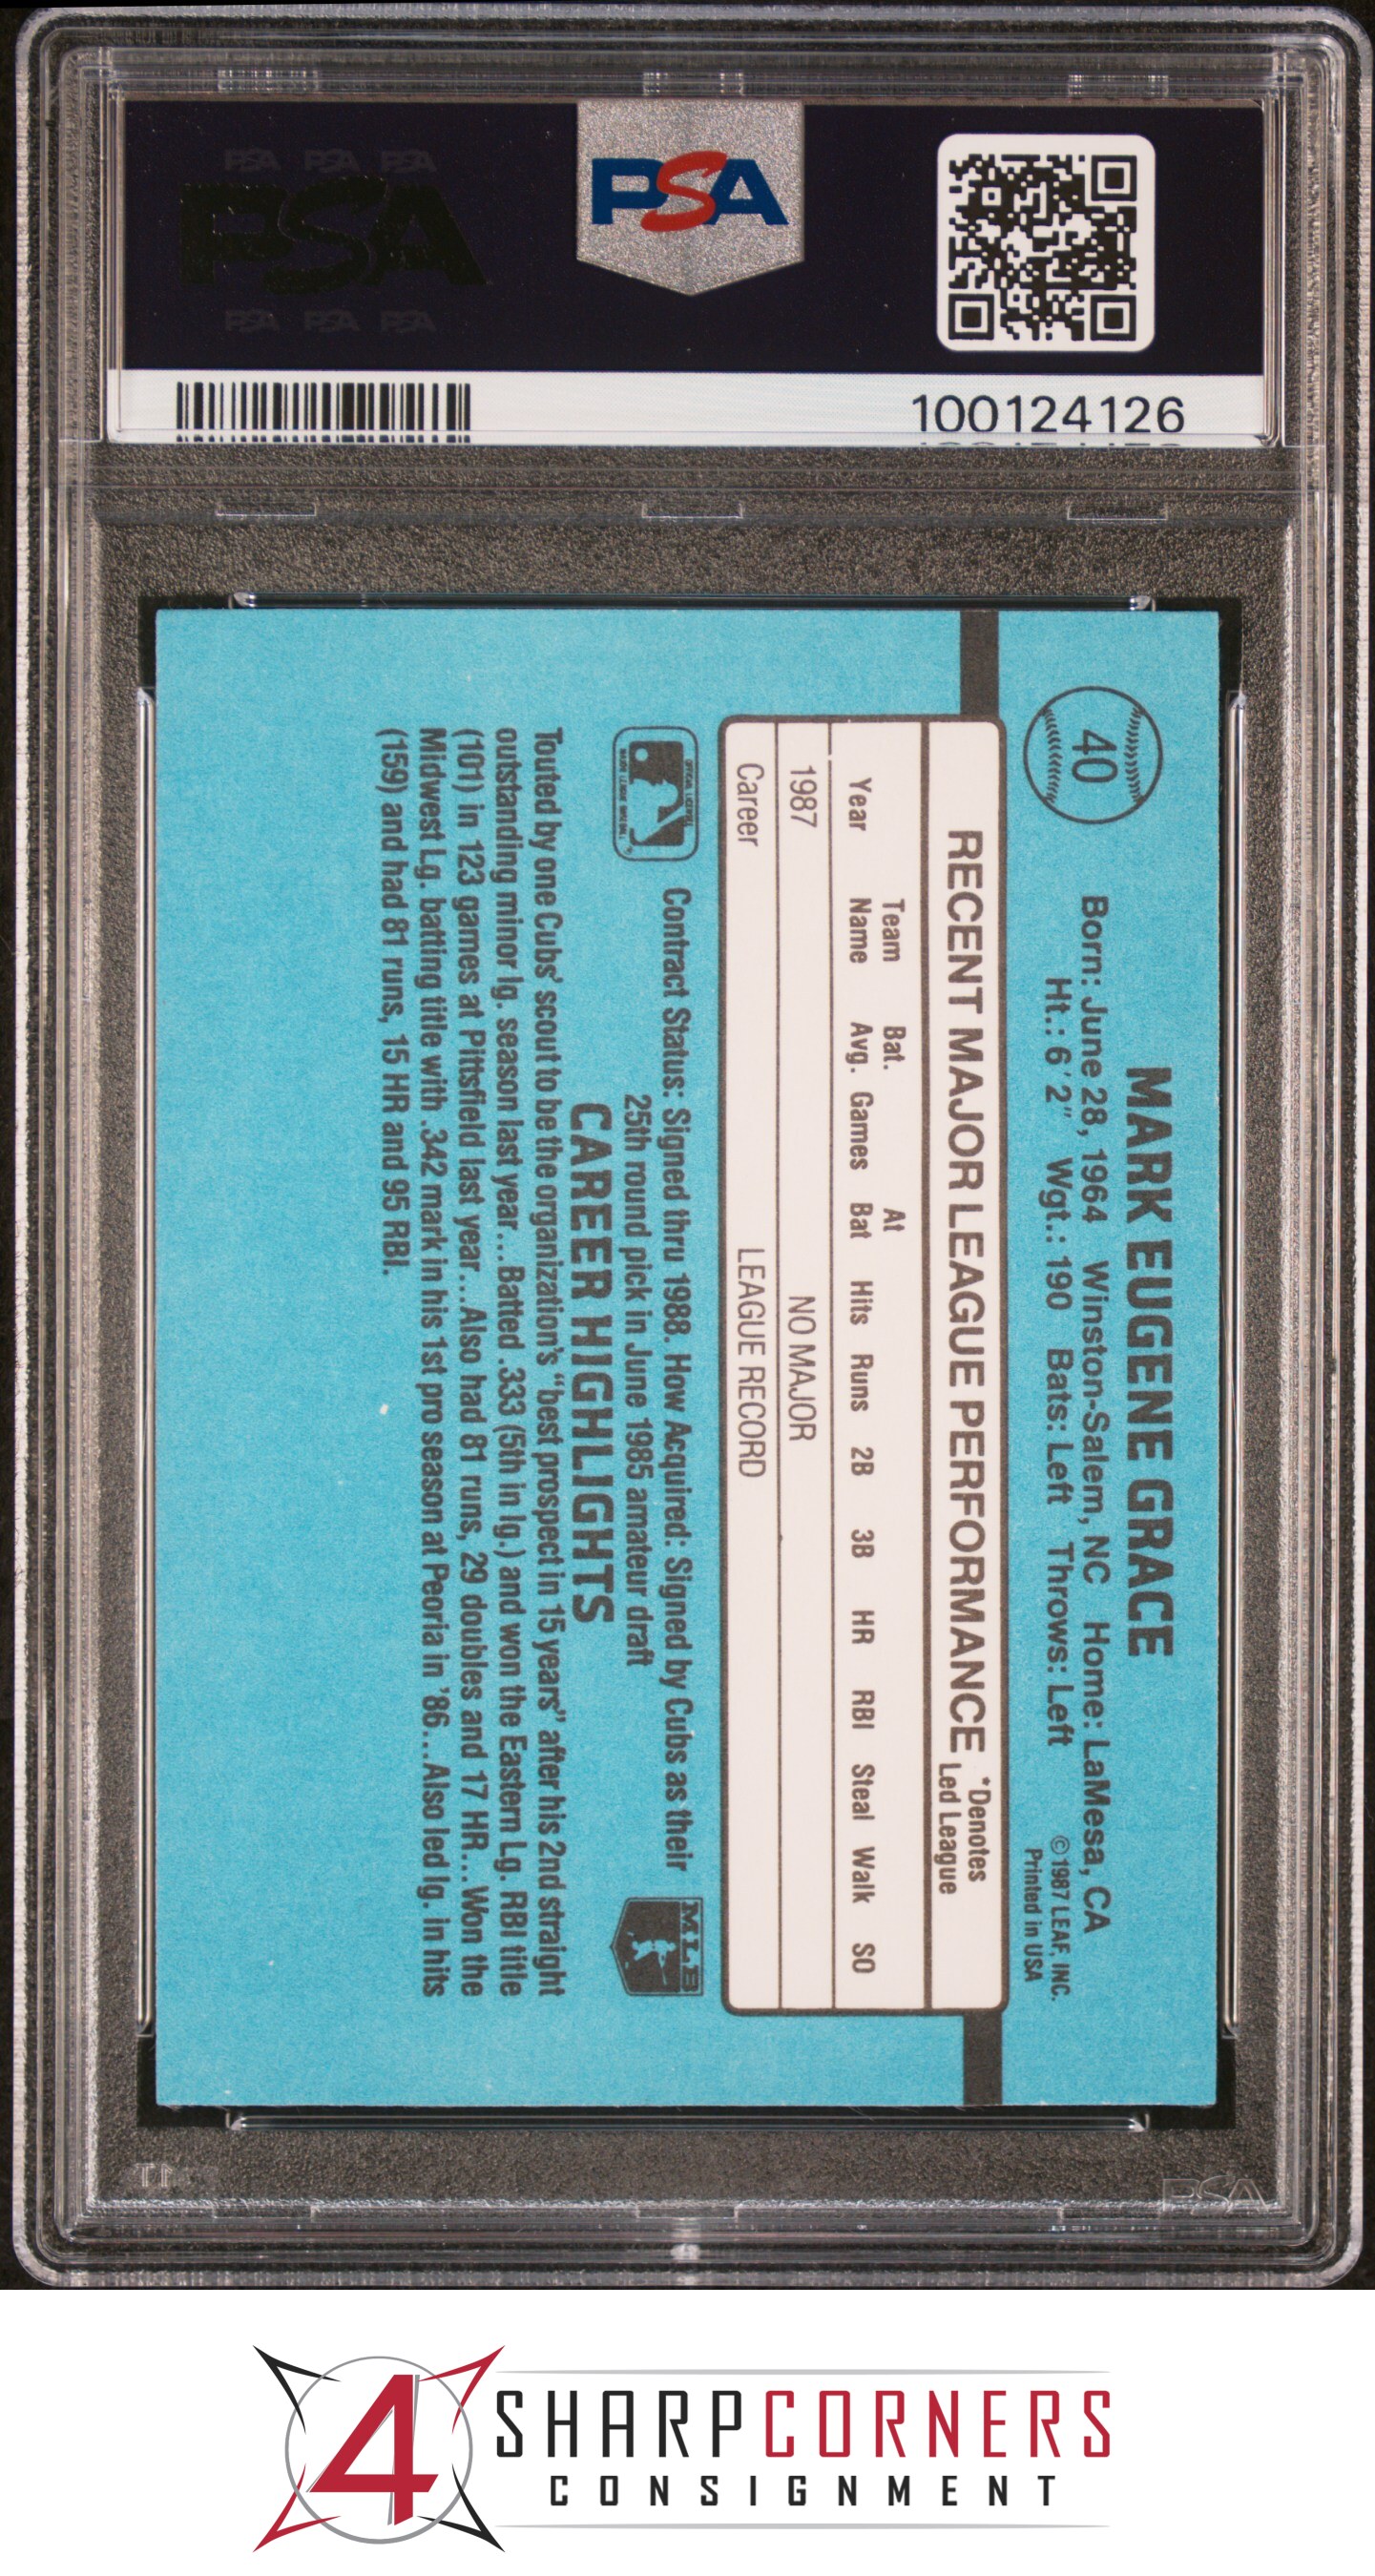 PSA PSA PSA
PSA
PSA PSA PSA
PSA
100124126
40
MARK EUGENE GRACE
Born: June 28, 1964 Winston-Salem, NC Home: LaMesa, CA
Ht.: 6'2" Wgt.: 190 Bats: Left Throws: Left
© 1987 LEAF, INC.
Printed in USA
RECENT MAJOR LEAGUE PERFORMANCE
*Denotes
Led League
Team Bat. At
Year Name Avg. Games Bat Hits Runs 2B 3B HR RBI Steal Walk SO
1987 NO MAJOR
Career LEAGUE RECORD
Contract Status: Signed thru 1988. How Acquired: Signed by Cubs as their
25th round pick in June 1985 amateur draft
MLB
CAREER HIGHLIGHTS
Touted by one Cubs' scout to be the organization's "best prospect in 15 years" after his 2nd straight
outstanding minor lg. season last year...Batted .333 (5th in lg.) and won the Eastern Lg. RBI title
(101) in 123 games at Pittsfield last year...Also had 81 runs, 29 doubles and 17 HR...Won the
Midwest Lg. batting title with .342 mark in his 1st pro season at Peoria in '86...Also led lg. in hits
(159) and had 81 runs, 15 HR and 95 RBI.
PSA
4
SHARPCORNERS
CONSIGNMENT